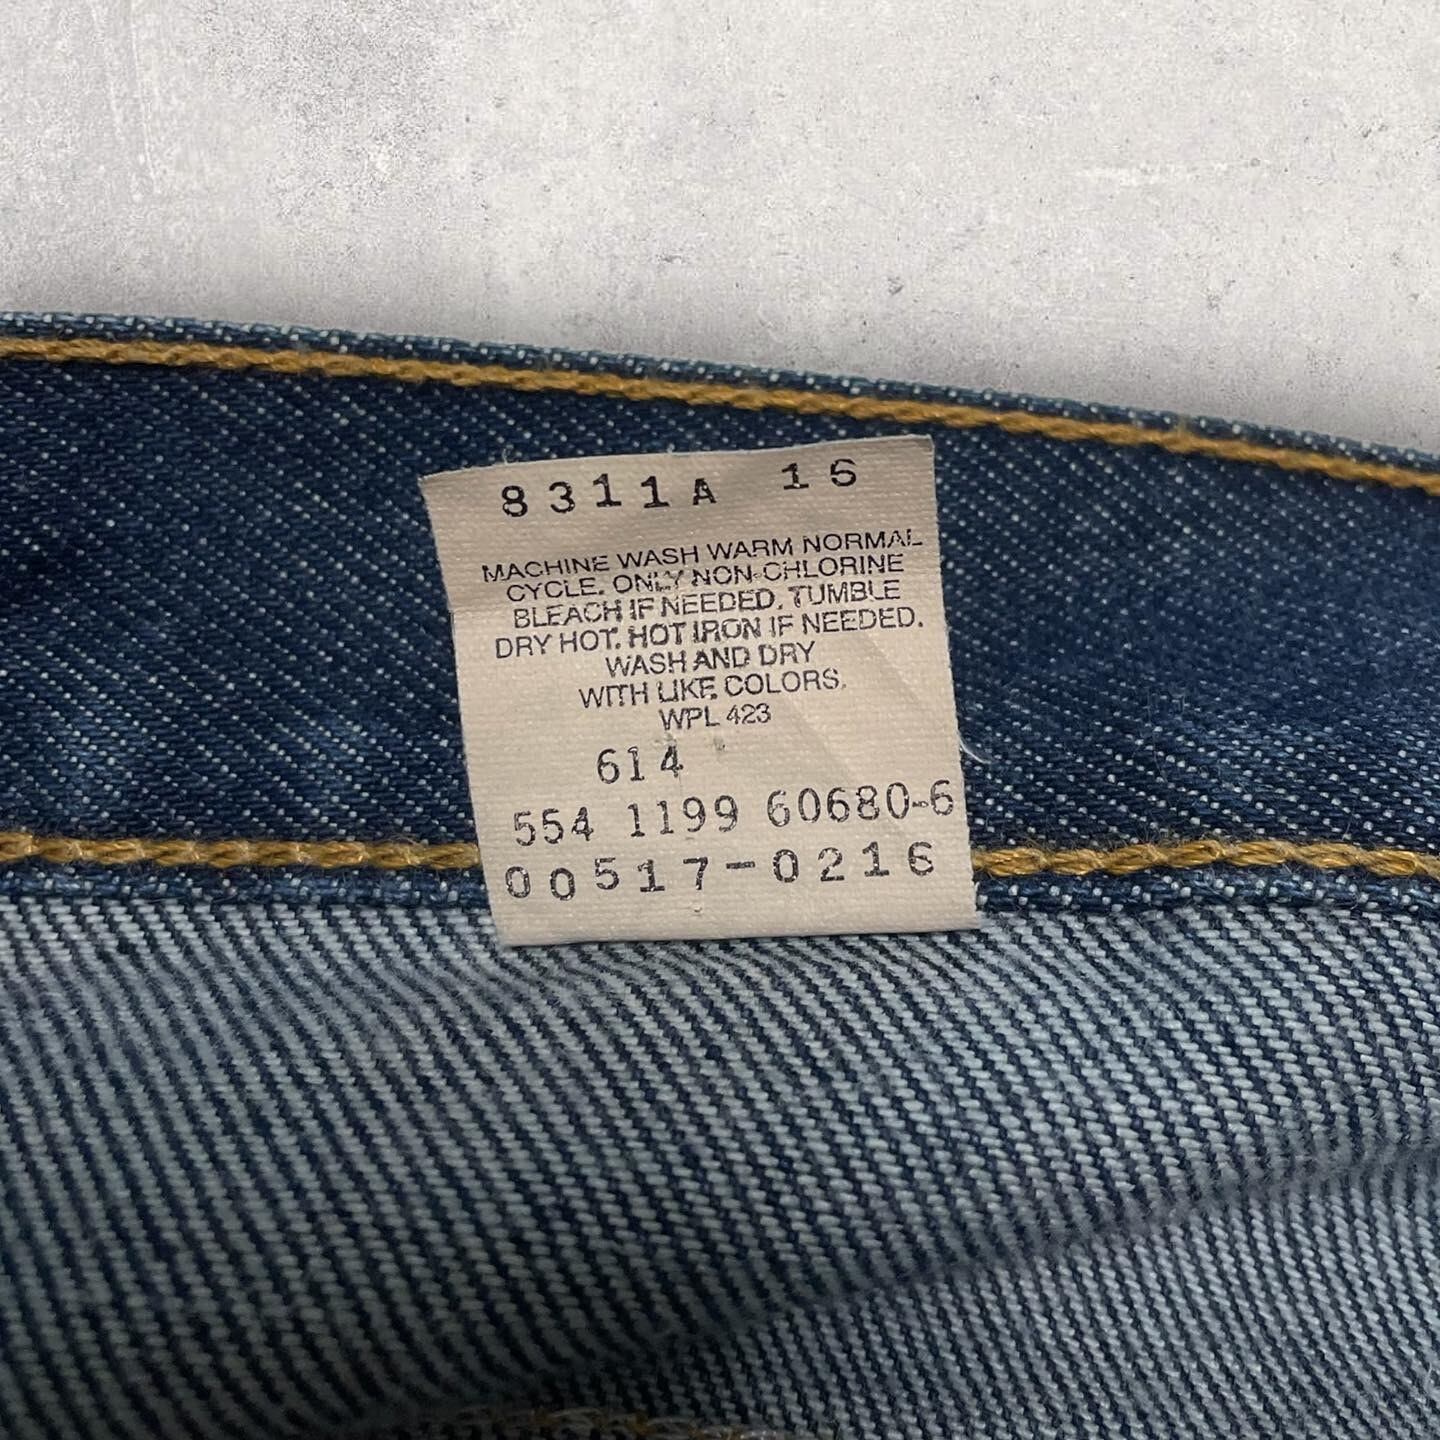 8311A 16
MACHINE WASH WARM NORMAL
CYCLE. ONLY NON-CHLORINE
BLEACH IF NEEDED. TUMBLE
DRY HOT. HOT IRON IF NEEDED.
WASH AND DRY
WITH LIKE COLORS.
WPL 423
614
554 1199 60680-6
00517-0216